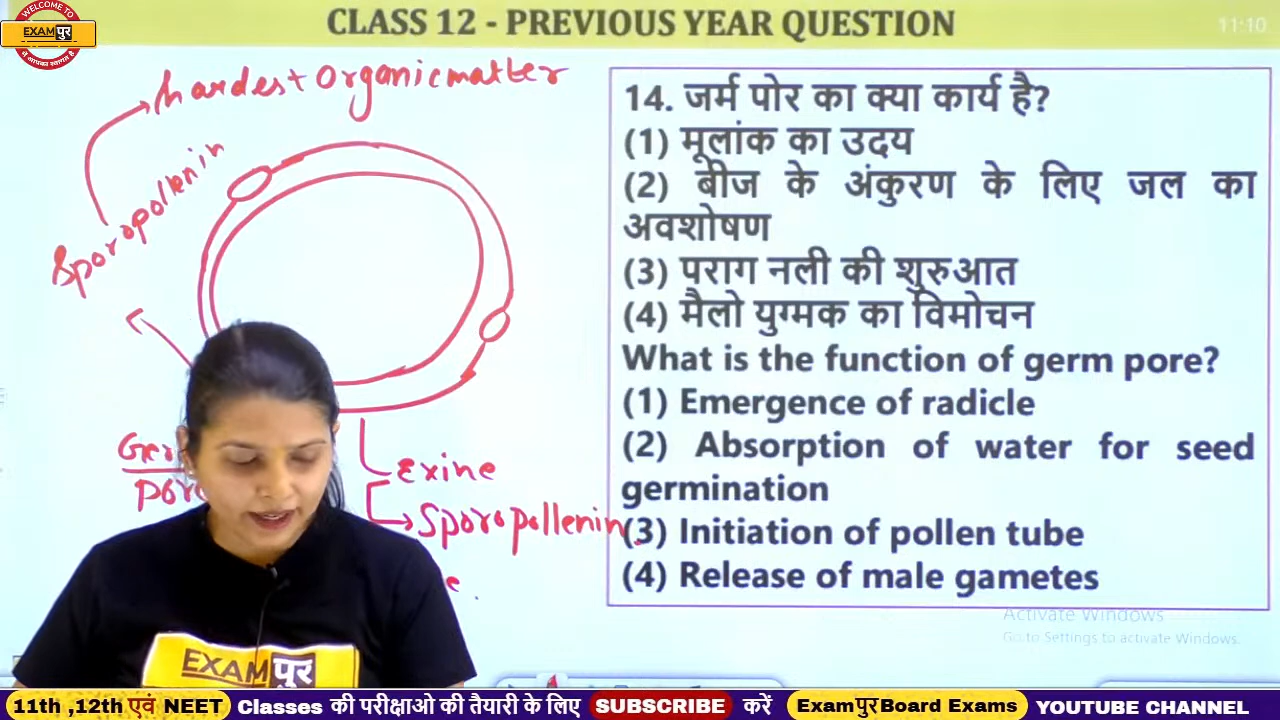 WELCOME TO
EXAMपुर
CLASS 12 - PREVIOUS YEAR QUESTION
11:10
hardest Organic matter
Sporopollenin
Exine
Sporopollenin
14. जर्म पोर का क्या कार्य है?
(1) मूलांक का उदय
(2) बीज के अंकुरण के लिए जल का
अवशोषण
(3) पराग नली की शुरुआत
(4) मैलो युग्मक का विमोचन
What is the function of germ pore?
(1) Emergence of radicle
(2) Absorption of water for seed
germination
(3) Initiation of pollen tube
(4) Release of male gametes
Activate Windows
Go to Settings to activate Windows.
EXAMपुर
11th ,12th एवं NEET Classes की परीक्षाओ की तैयारी के लिए SUBSCRIBE करें Examपुर Board Exams YOUTUBE CHANNEL